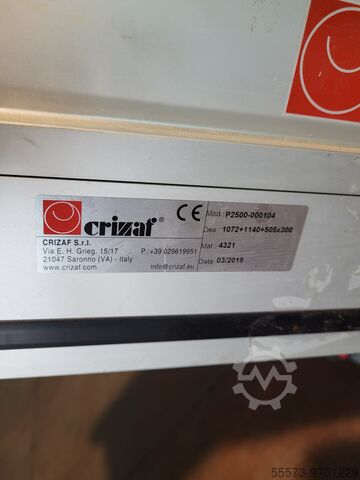 crizaf®
CE
CRIZAF S.r.l.
Via E. H. Grieg, 15/17
21047 Saronno (VA) - Italy
www.crizaf.com
P.:+39 029619951
info@crizaf.eu
Mod. P2500-000104
Des 1072+1140+505x300
Mat. 4321
Data 03/2018
55573-9751229